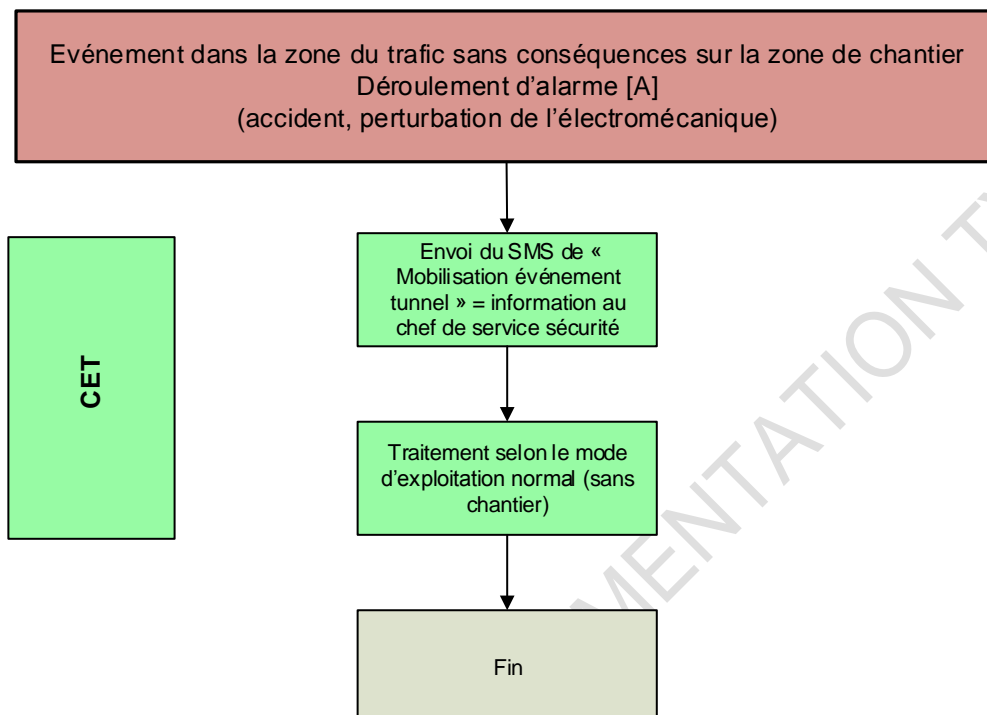 Evénement dans la zone du trafic sans conséquences sur la zone de chantier
Déroulement d'alarme [A]
(accident, perturbation de l'électromécanique)
CET
Envoi du SMS de «
Mobilisation événement
tunnel » = information au
chef de service sécurité
Traitement selon le mode
d'exploitation normal (sans
chantier)
Fin